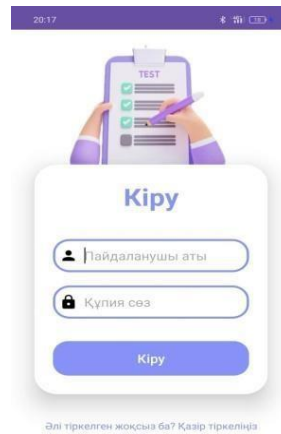 20:17
TEST
Кіру
Пайдаланушы аты
Құпия сөз
Кіру
Әлі тіркелген жоқсыз ба? Қазір тіркеліңіз